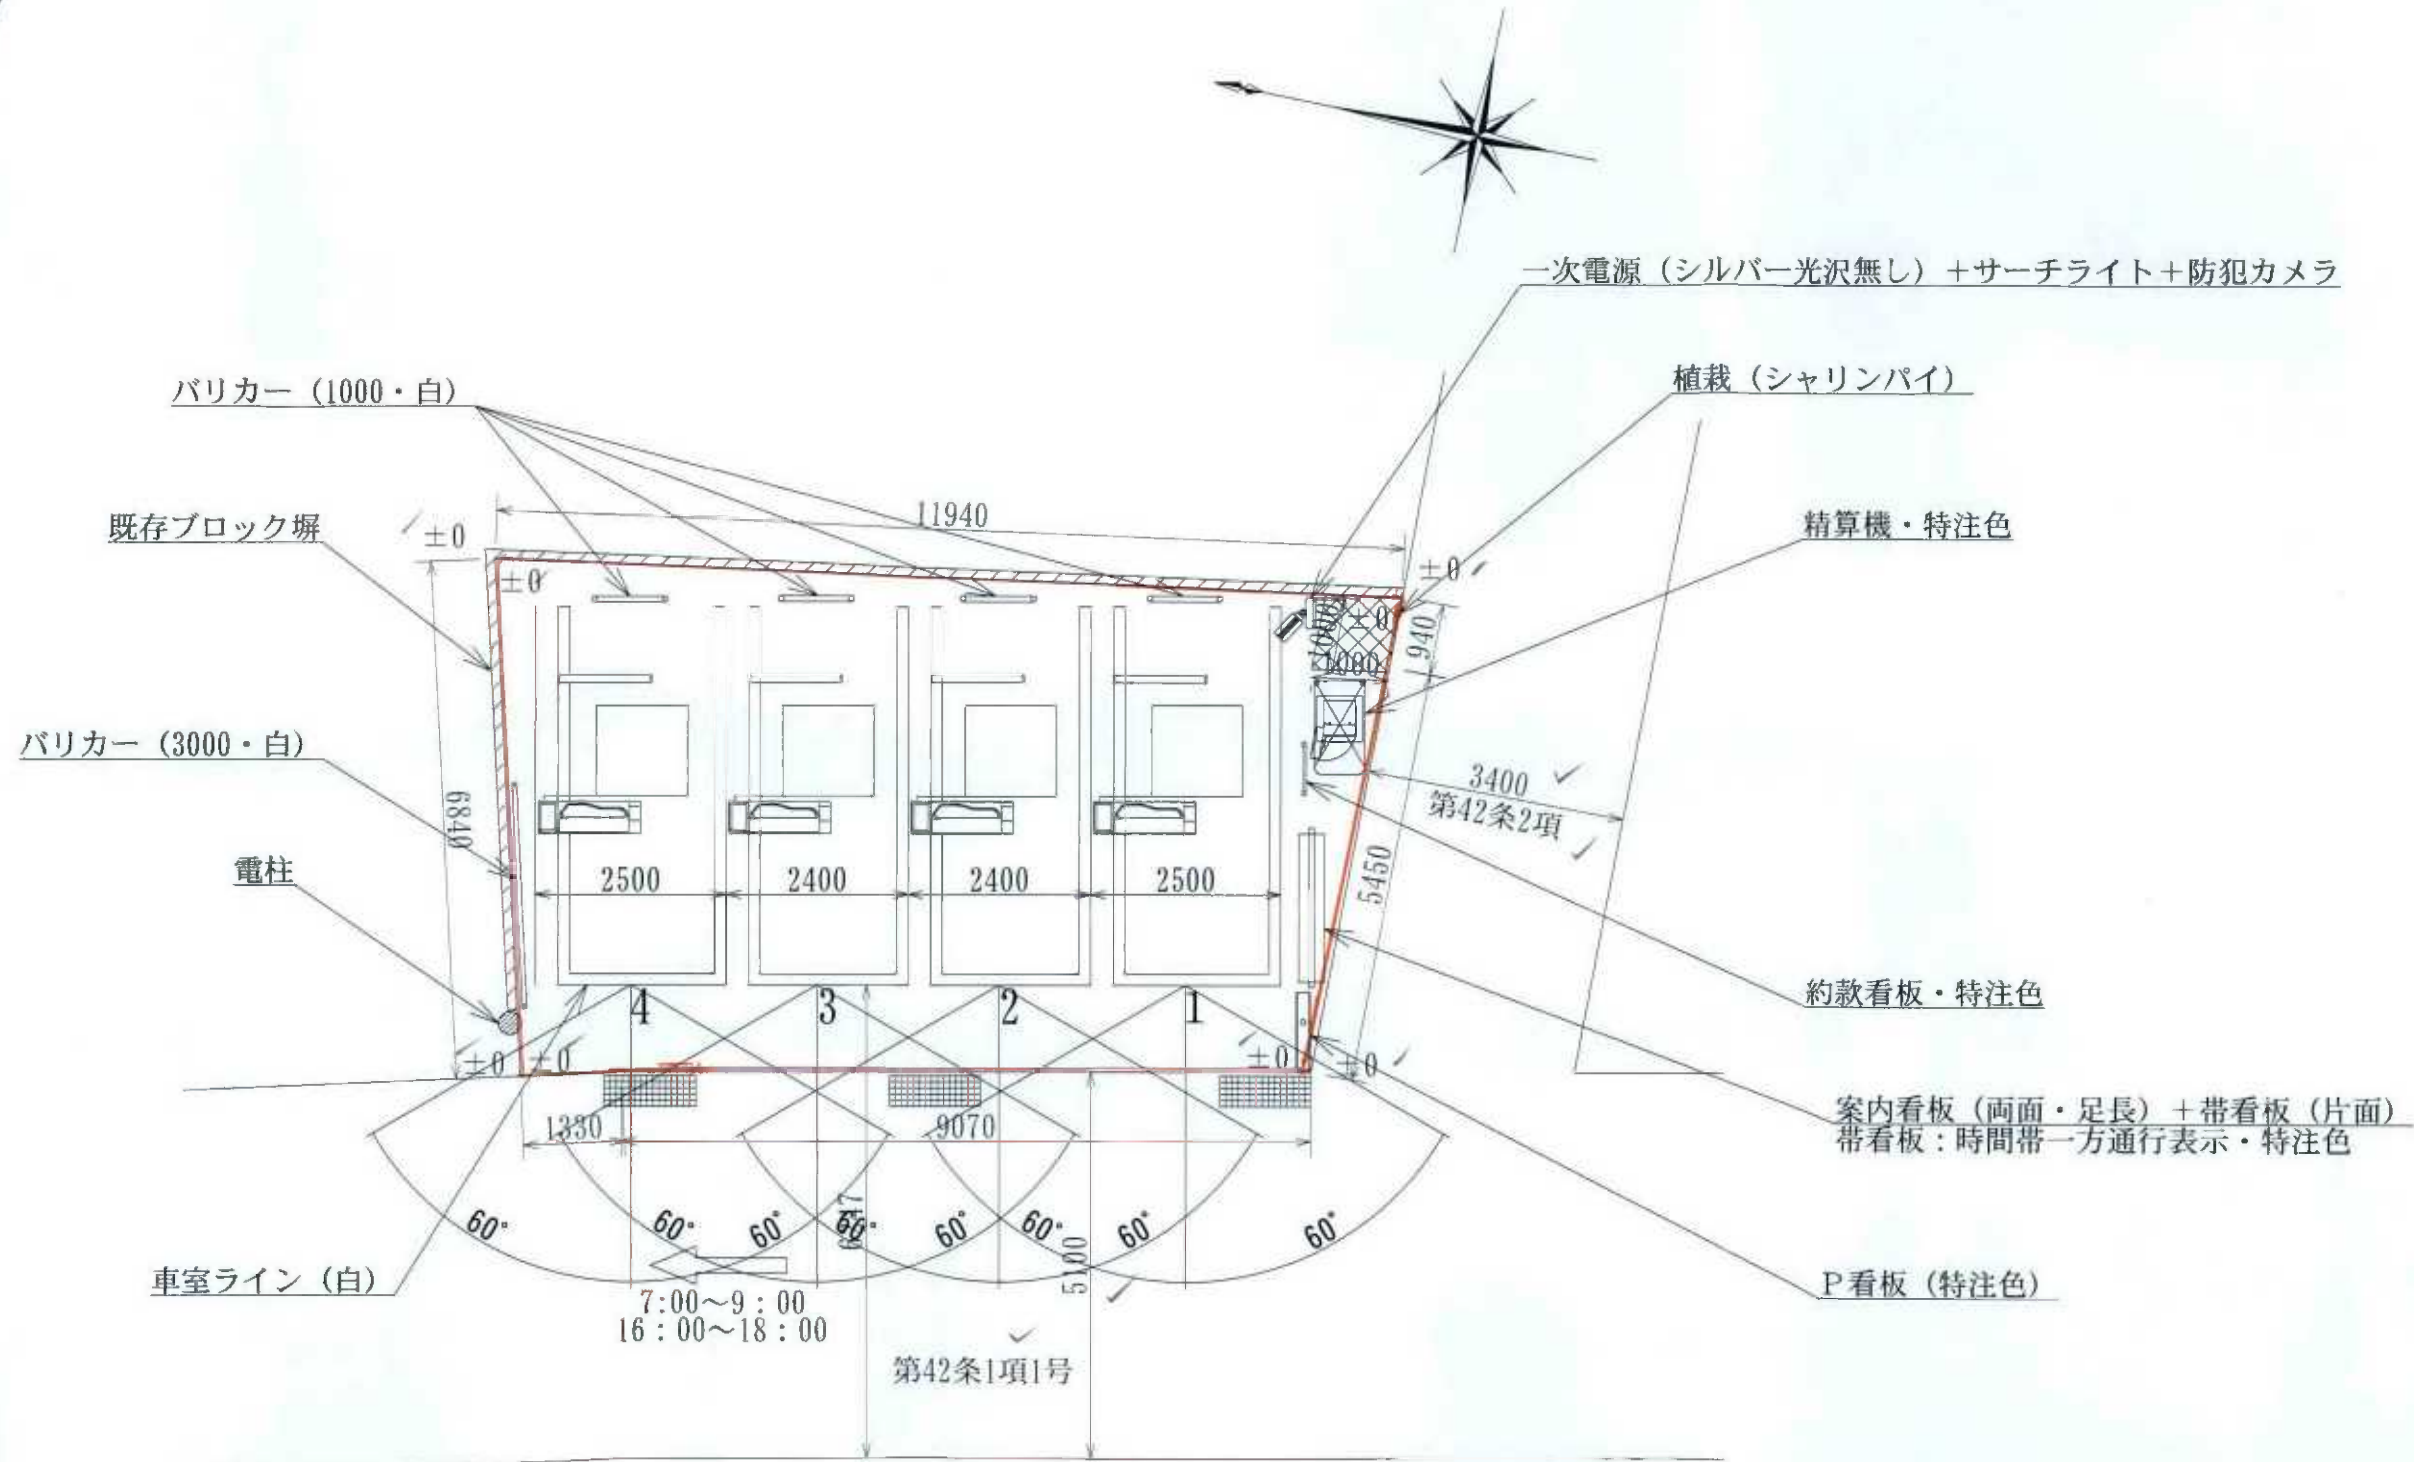 一次電源（シルバー光沢無し）＋サーチライト＋防犯カメラ
植栽（シャリンパイ）
バリカー（1000・白）
11940
精算機・特注色
既存ブロック塀
±0
±0
±0
±0
1000
1000
940
バリカー（3000・白）
3400
第42条2項
6840
電柱
2500
2400
2400
2500
5450
約款看板・特注色
4
3
2
1
±0
±0
±0
±0
案内看板（両面・足長）＋帯看板（片面）
帯看板：時間帯一方通行表示・特注色
1330
9070
60°
60°
60°
60°
60°
60°
60°
60°
5100
車室ライン（白）
P看板（特注色）
7:00～9：00
16：00～18：00
第42条1項1号